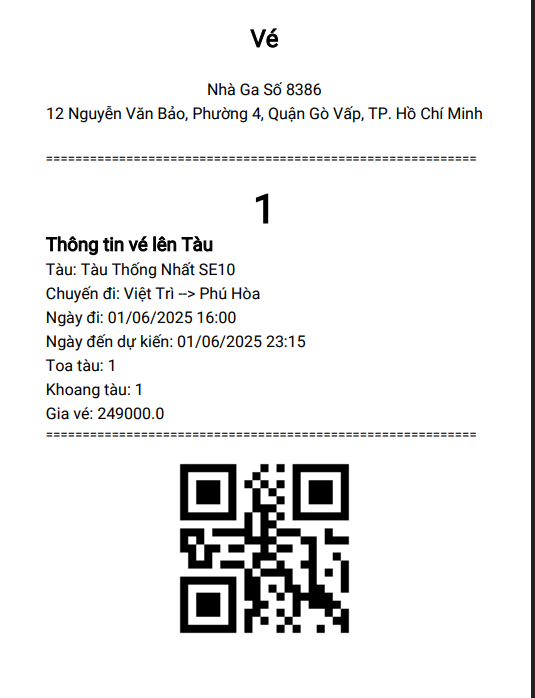 Vé
Nhà Ga Số 8386
12 Nguyễn Văn Bảo, Phường 4, Quận Gò Vấp, TP. Hồ Chí Minh
===========================================================
1
Thông tin vé lên Tàu
Tàu: Tàu Thống Nhất SE10
Chuyến đi: Việt Trì --> Phú Hòa
Ngày đi: 01/06/2025 16:00
Ngày đến dự kiến: 01/06/2025 23:15
Toa tàu: 1
Khoang tàu: 1
Gia vé: 249000.0
===========================================================